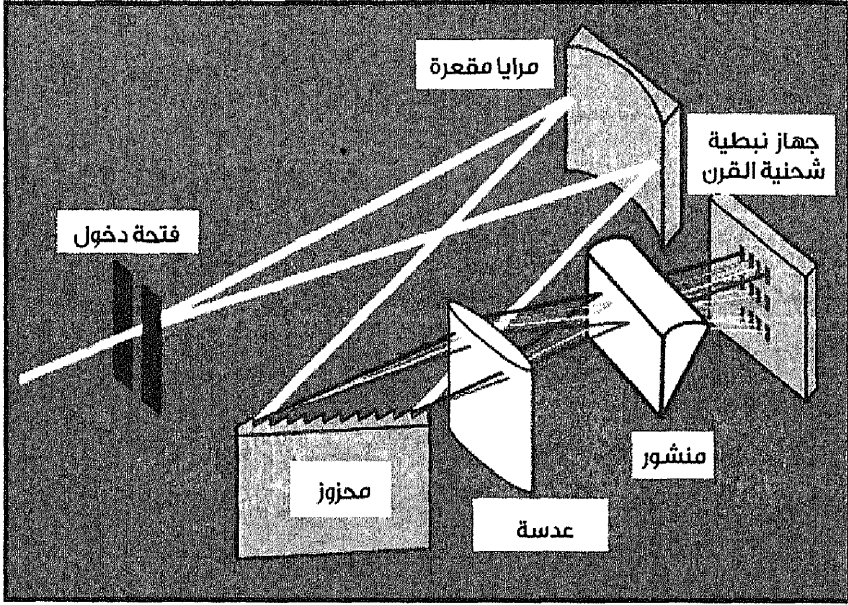 مرايا مقعرة
جهاز نبطية
شحنية القرن
فتحة دخول
منشور
محزوز
عدسة